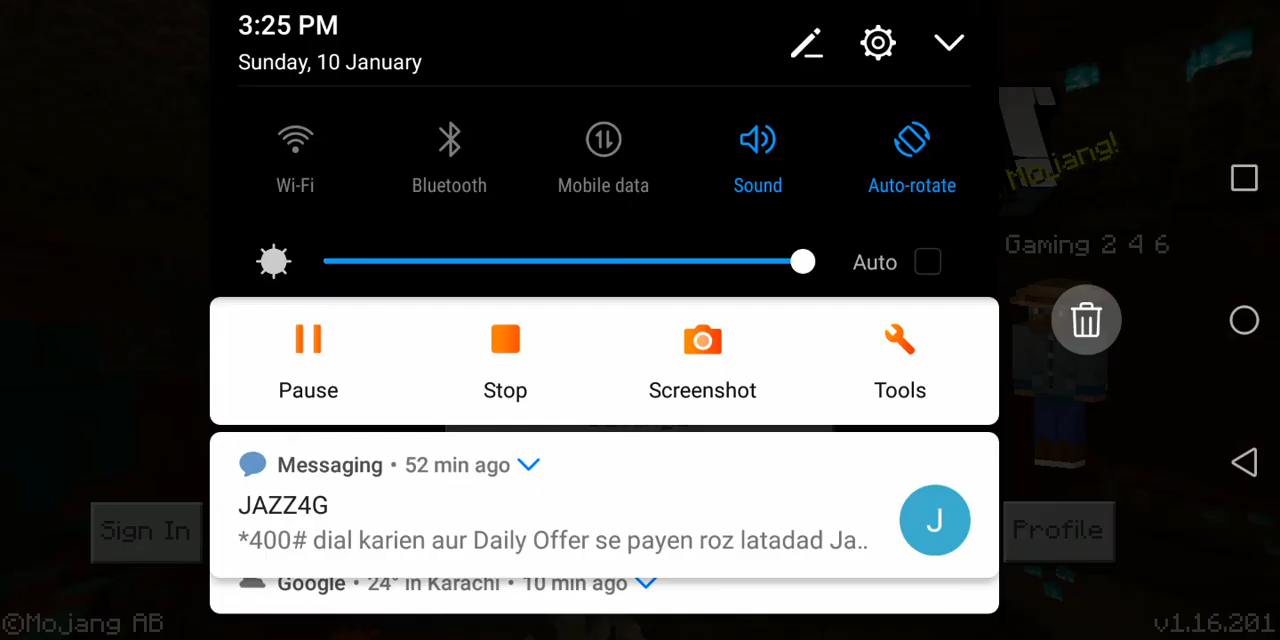 3:25 PM
Sunday, 10 January
Wi-Fi
Bluetooth
Mobile data
Sound
Auto-rotate
Mojang!
Auto
Gaming 2 4 6
Pause
Stop
Screenshot
Tools
Messaging • 52 min ago
JAZZ4G
*400# dial karien aur Daily Offer se payen roz latadad Ja..
J
Sign In
Profile
Google • 24° in Karachi • 10 min ago
©Mojang AB
v1.16.201